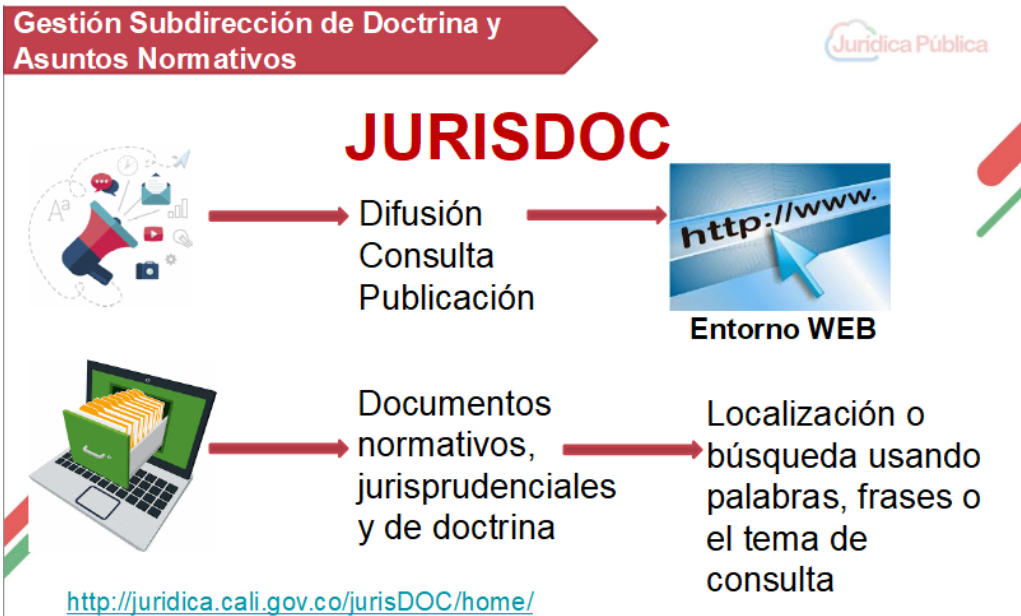 Gestión Subdirección de Doctrina y
Asuntos Normativos
Jurídica Pública
JURISDOC
Aa
Difusión
Consulta
Publicación
http://www.
Entorno WEB
Documentos
normativos,
jurisprudenciales
y de doctrina
Localización o
búsqueda usando
palabras, frases o
el tema de
consulta
http://juridica.cali.gov.co/jurisDOC/home/